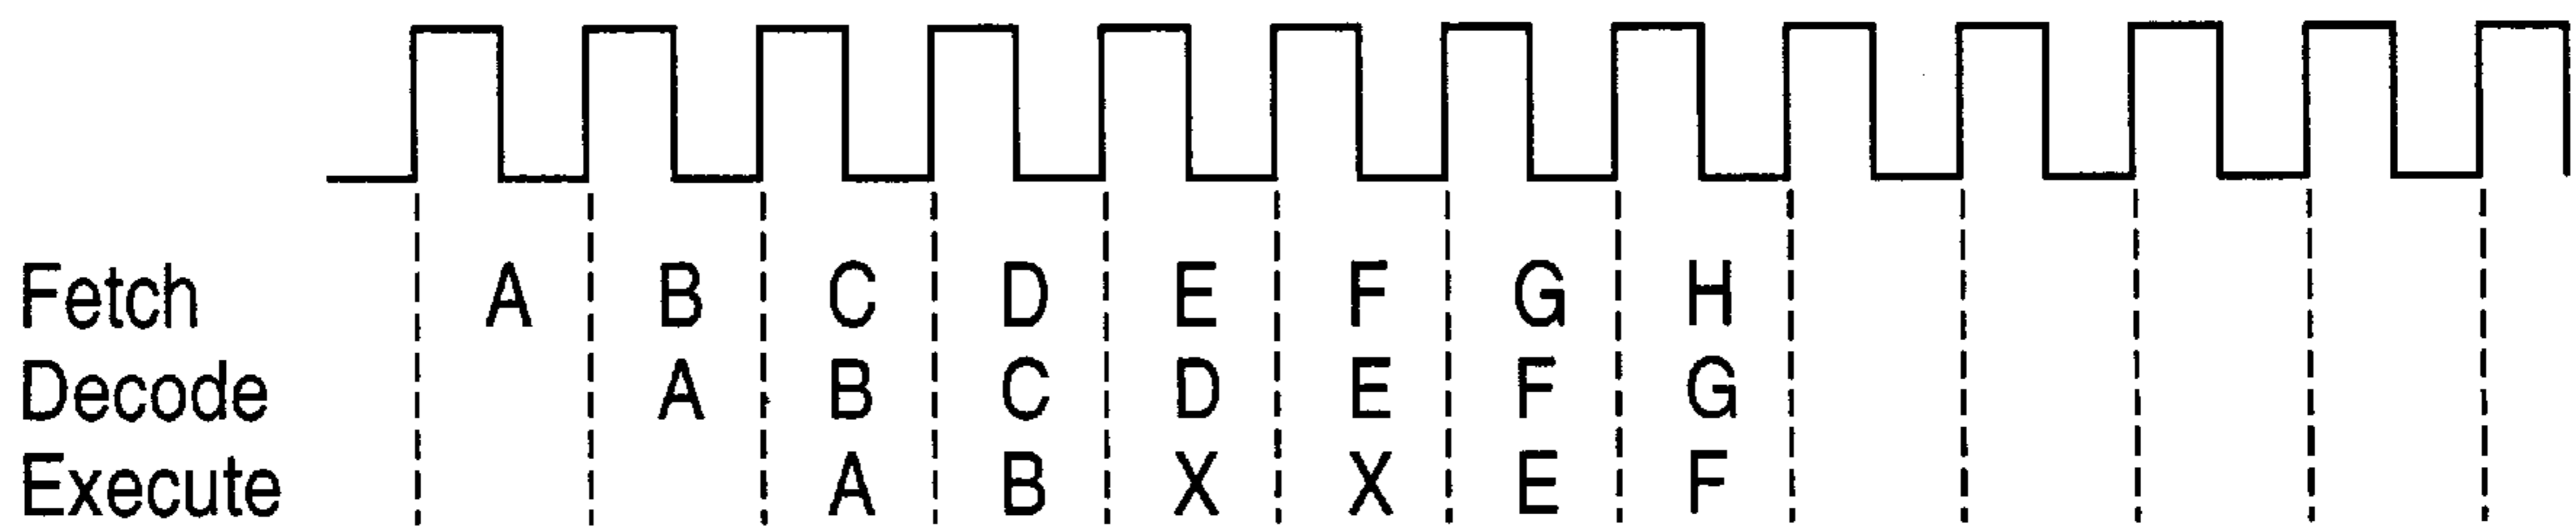 Fetch A B C D E F G H
Decode A B C D E F G
Execute A B X X E F